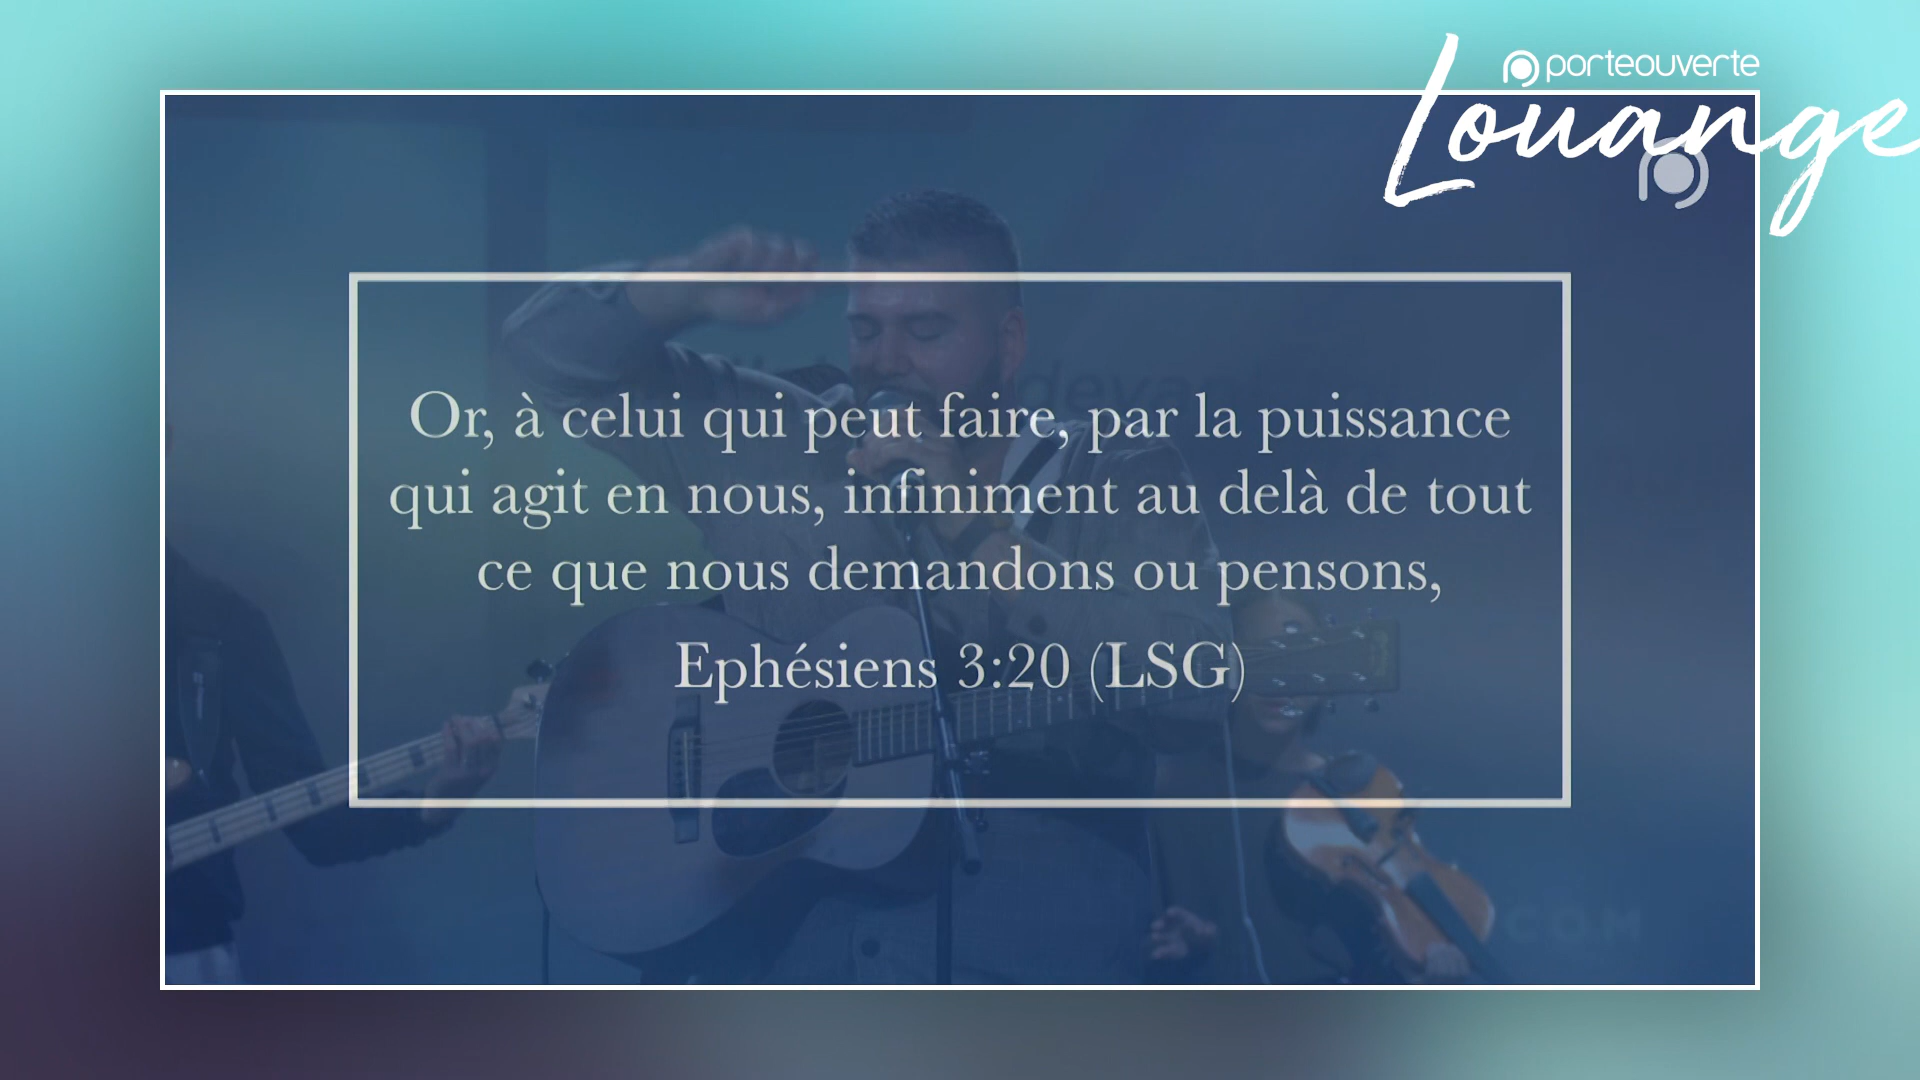 porteouverte
Louange
Or, à celui qui peut faire, par la puissance
qui agit en nous, infiniment au delà de tout
ce que nous demandons ou pensons,
Ephésiens 3:20 (LSG)
COM